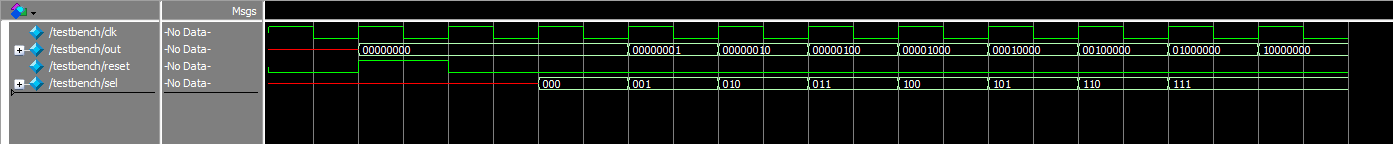 Msgs
/testbench/clk -No Data-
/testbench/out -No Data- 00000000 00000001 00000010 00000100 00001000 00010000 00100000 01000000 10000000
/testbench/reset -No Data-
/testbench/sel -No Data- 000 001 010 011 100 101 110 111